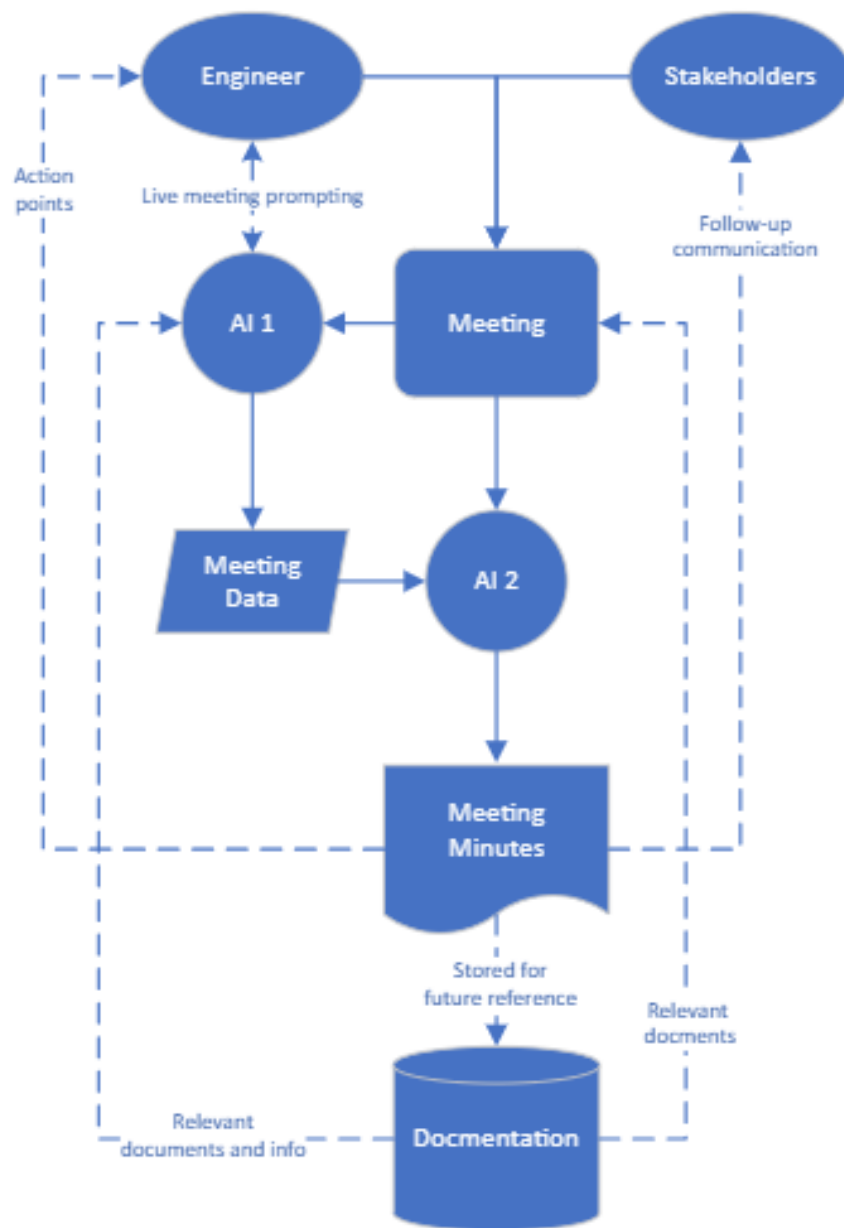 Engineer
Stakeholders
Action
points
Live meeting prompting
Follow-up
communication
AI 1
Meeting
Meeting
Data
AI 2
Meeting
Minutes
Stored for
future reference
Relevant
docments
Relevant
documents and info
Docmentation